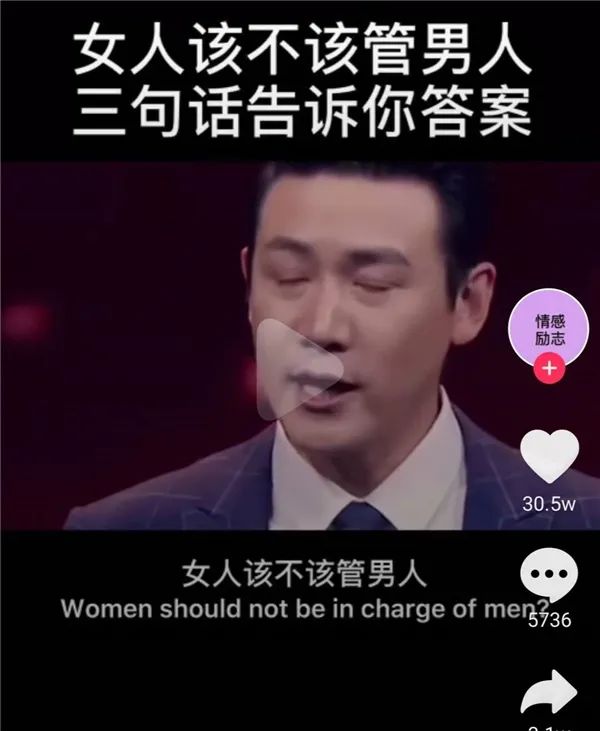 女人该不该管男人
三句话告诉你答案
情感
励志
30.5w
女人该不该管男人
Women should not be in charge of men?
5736